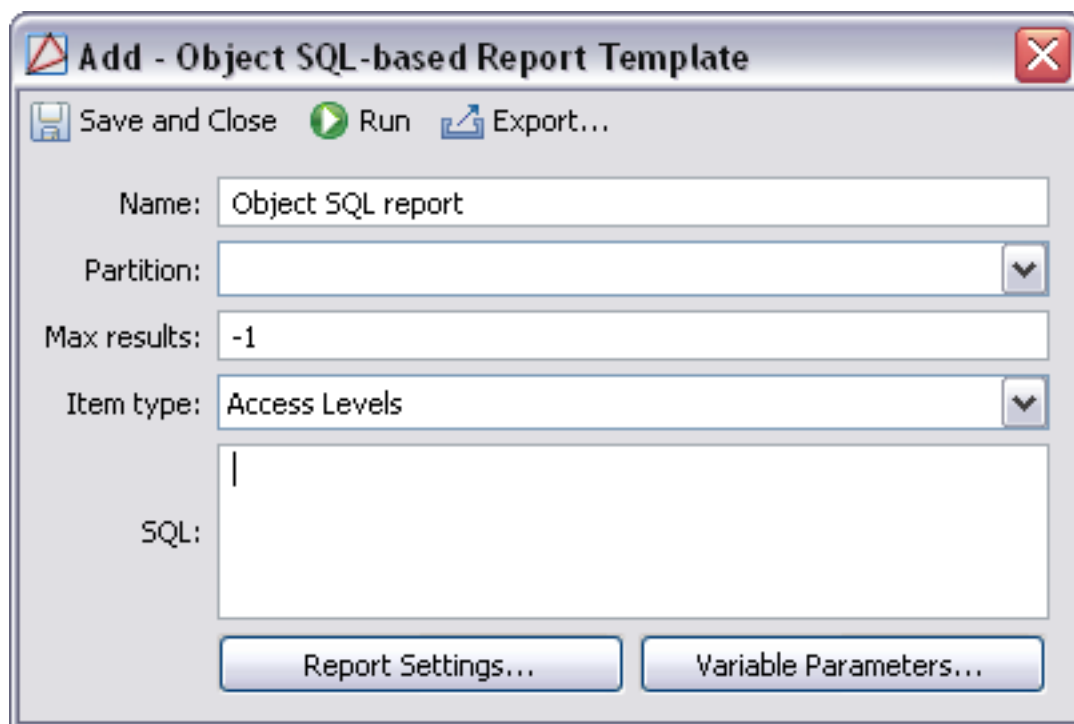 Add - Object SQL-based Report Template
Save and Close Run Export...
Name: Object SQL report
Partition:
Max results: -1
Item type: Access Levels
SQL:
Report Settings... Variable Parameters...